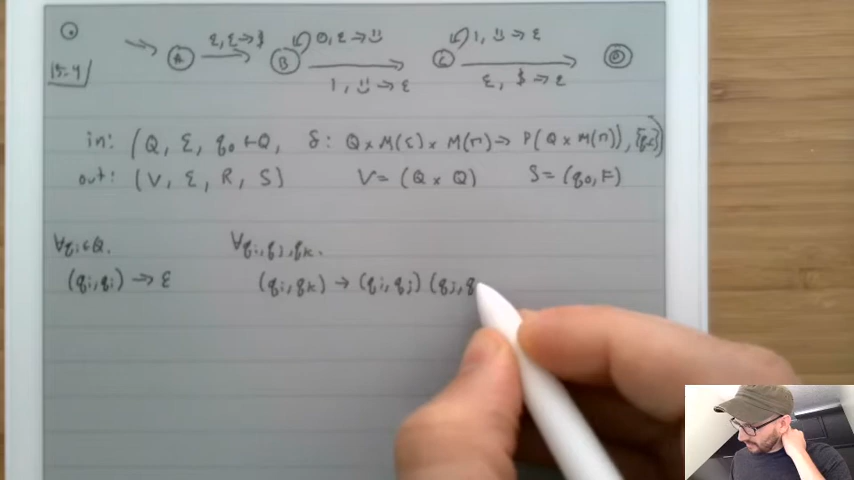 ε, ε → $ 0, ε → ü 1, ü → ε
15-4 A B C D
1, ü → ε ε, $ → ε
in: (Q, Σ, q0 ∈ Q, δ: Q × M(Σ) × M(Γ) → P(Q × M(Γ)), {qF})
out: (V, Σ, R, S) V = (Q × Q) S = (q0, F)
∀qi∈Q. ∀qi,qj,qk.
(qi,qi) → ε (qi,qk) → (qi,qj) (qj,q